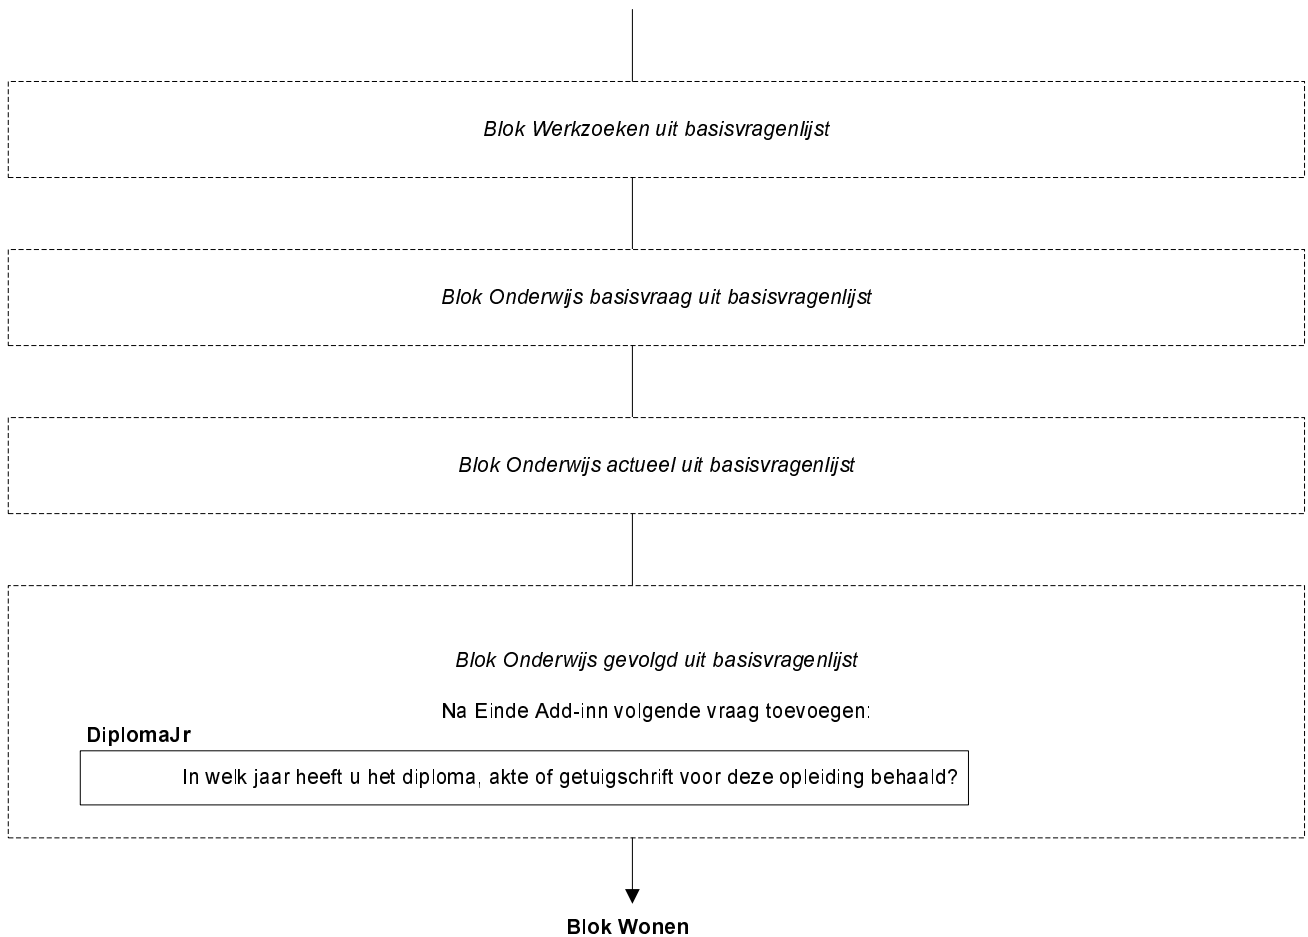 Blok Werkzoeken uit basisvragenlijst
Blok Onderwijs basisvraag uit basisvragenlijst
Blok Onderwijs actueel uit basisvragenlijst
Blok Onderwijs gevolgd uit basisvragenlijst
Na Einde Add-inn volgende vraag toevoegen:
DiplomaJr
In welk jaar heeft u het diploma, akte of getuigschrift voor deze opleiding behaald?
Blok Wonen